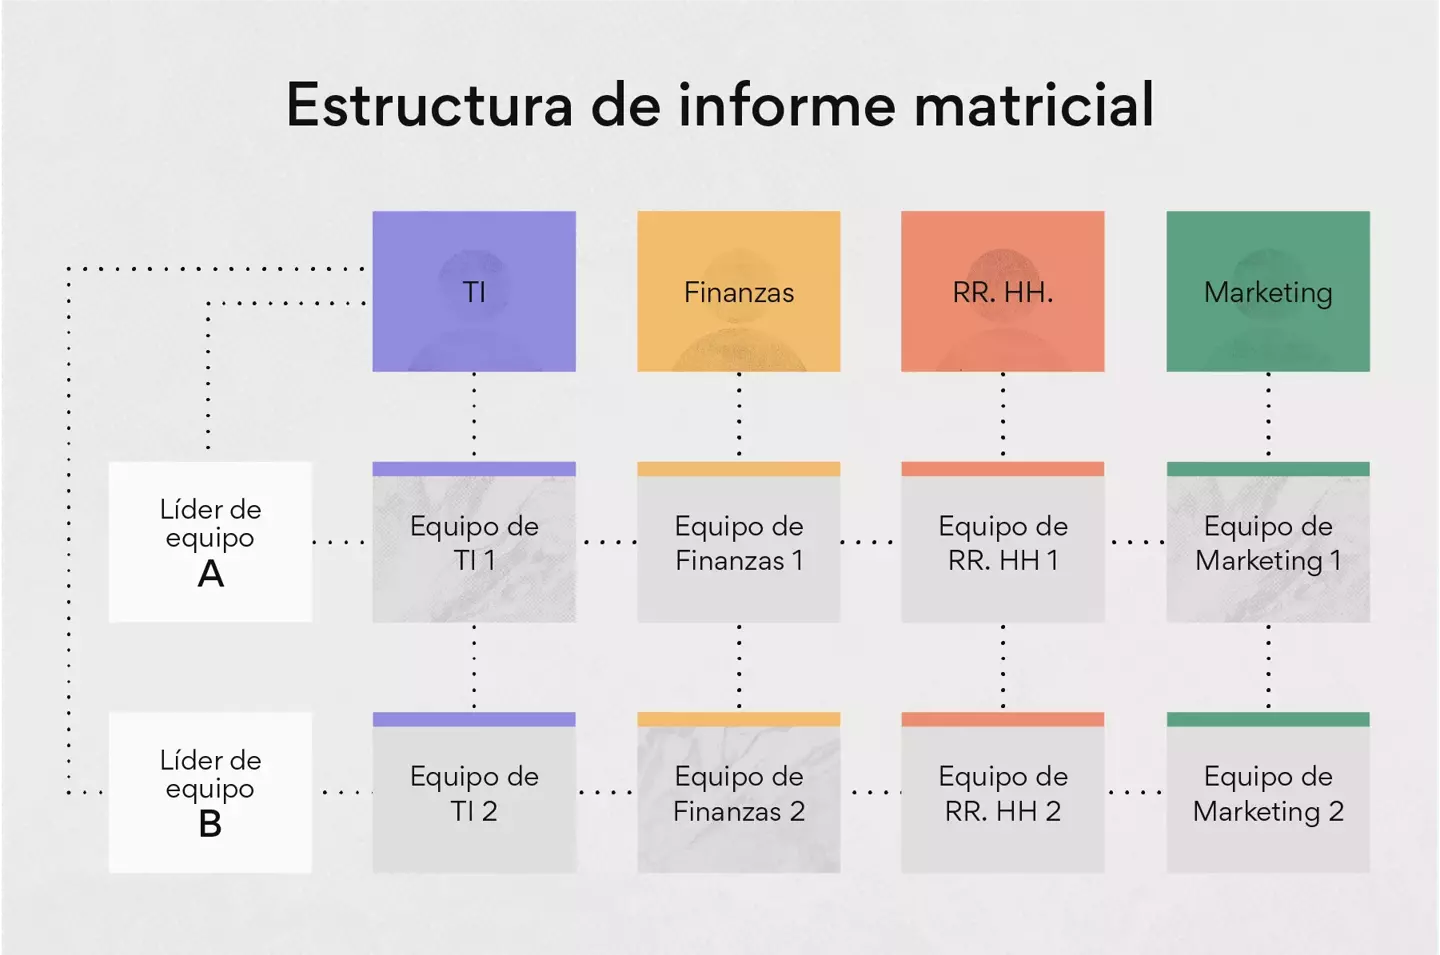 Estructura de informe matricial
TI
Finanzas
RR. HH.
Marketing
Líder de
equipo
A
Equipo de
TI 1
Equipo de
Finanzas 1
Equipo de
RR. HH 1
Equipo de
Marketing 1
Líder de
equipo
B
Equipo de
TI 2
Equipo de
Finanzas 2
Equipo de
RR. HH 2
Equipo de
Marketing 2